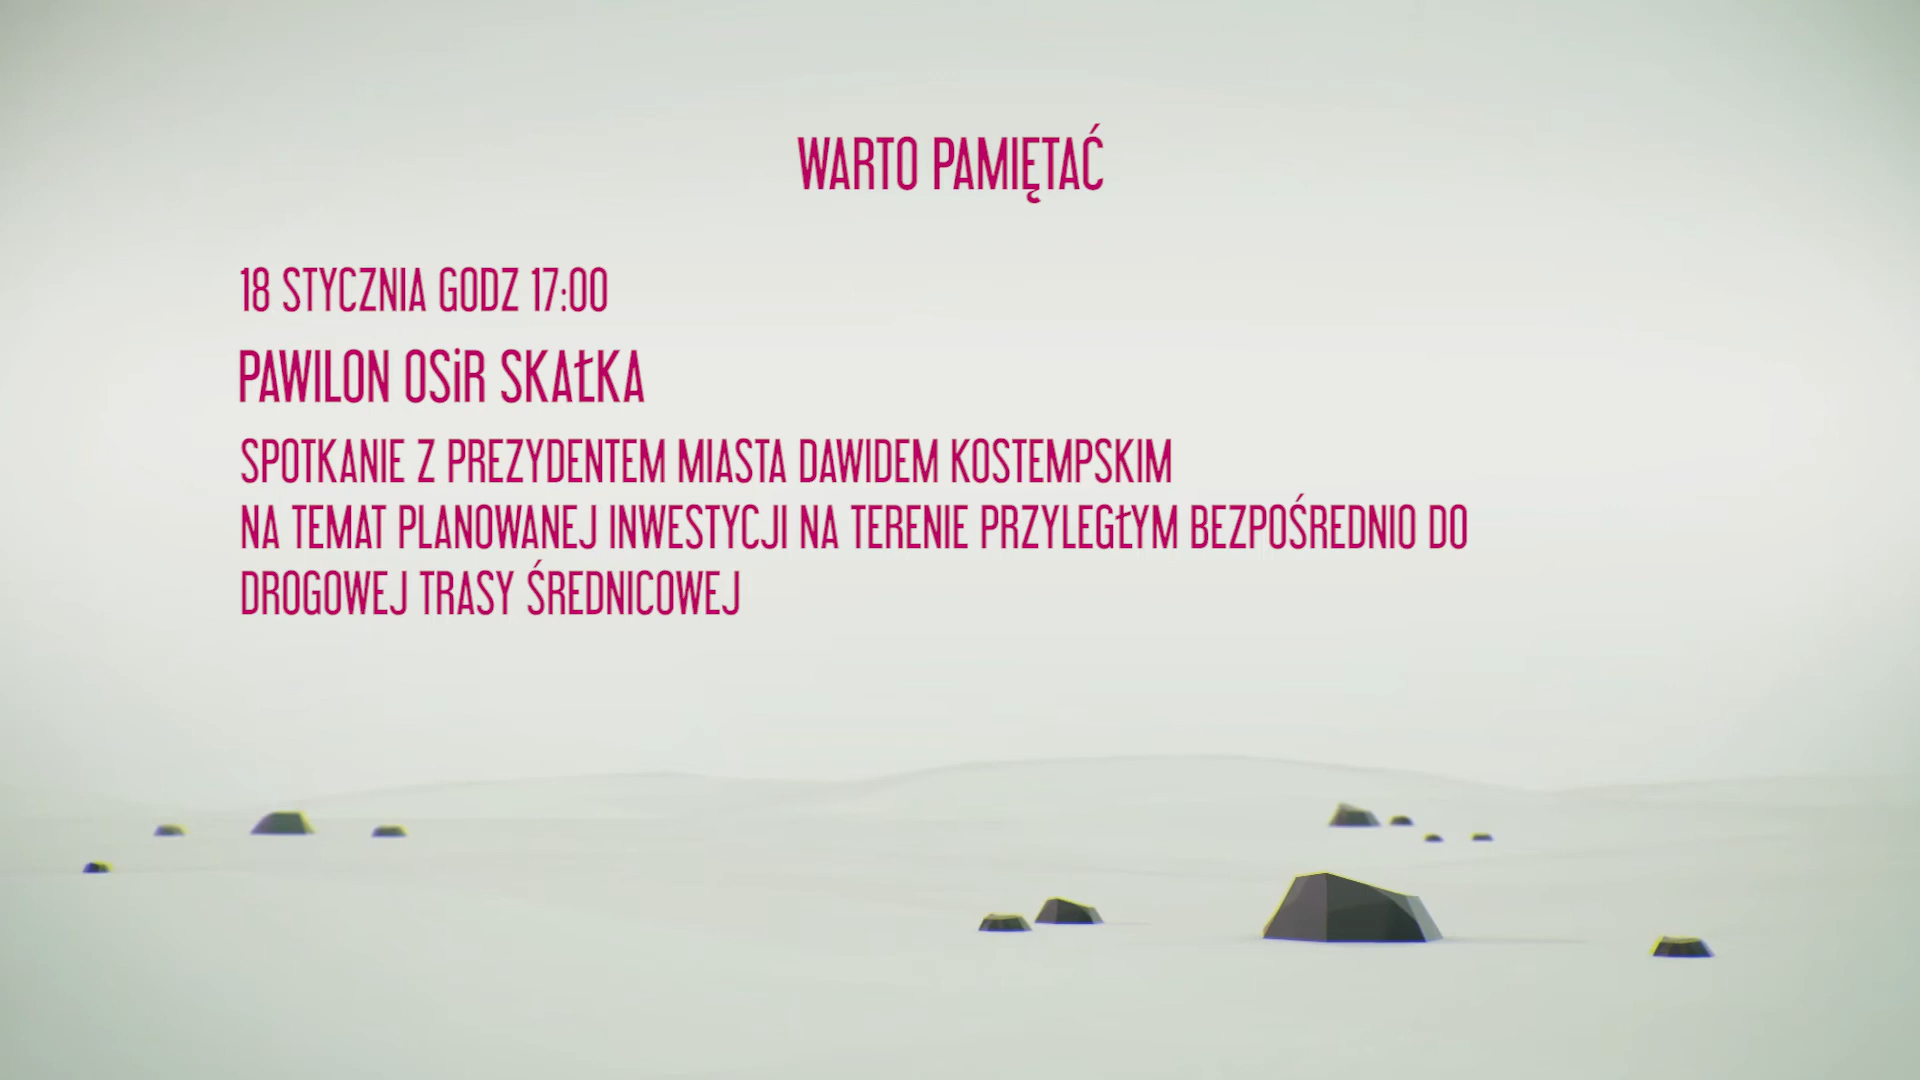 WARTO PAMIĘTAĆ
18 STYCZNIA GODZ 17:00
PAWILON OSiR SKAŁKA
SPOTKANIE Z PREZYDENTEM MIASTA DAWIDEM KOSTEMPSKIM
NA TEMAT PLANOWANEJ INWESTYCJI NA TERENIE PRZYLEGŁYM BEZPOŚREDNIO DO
DROGOWEJ TRASY ŚREDNICOWEJ